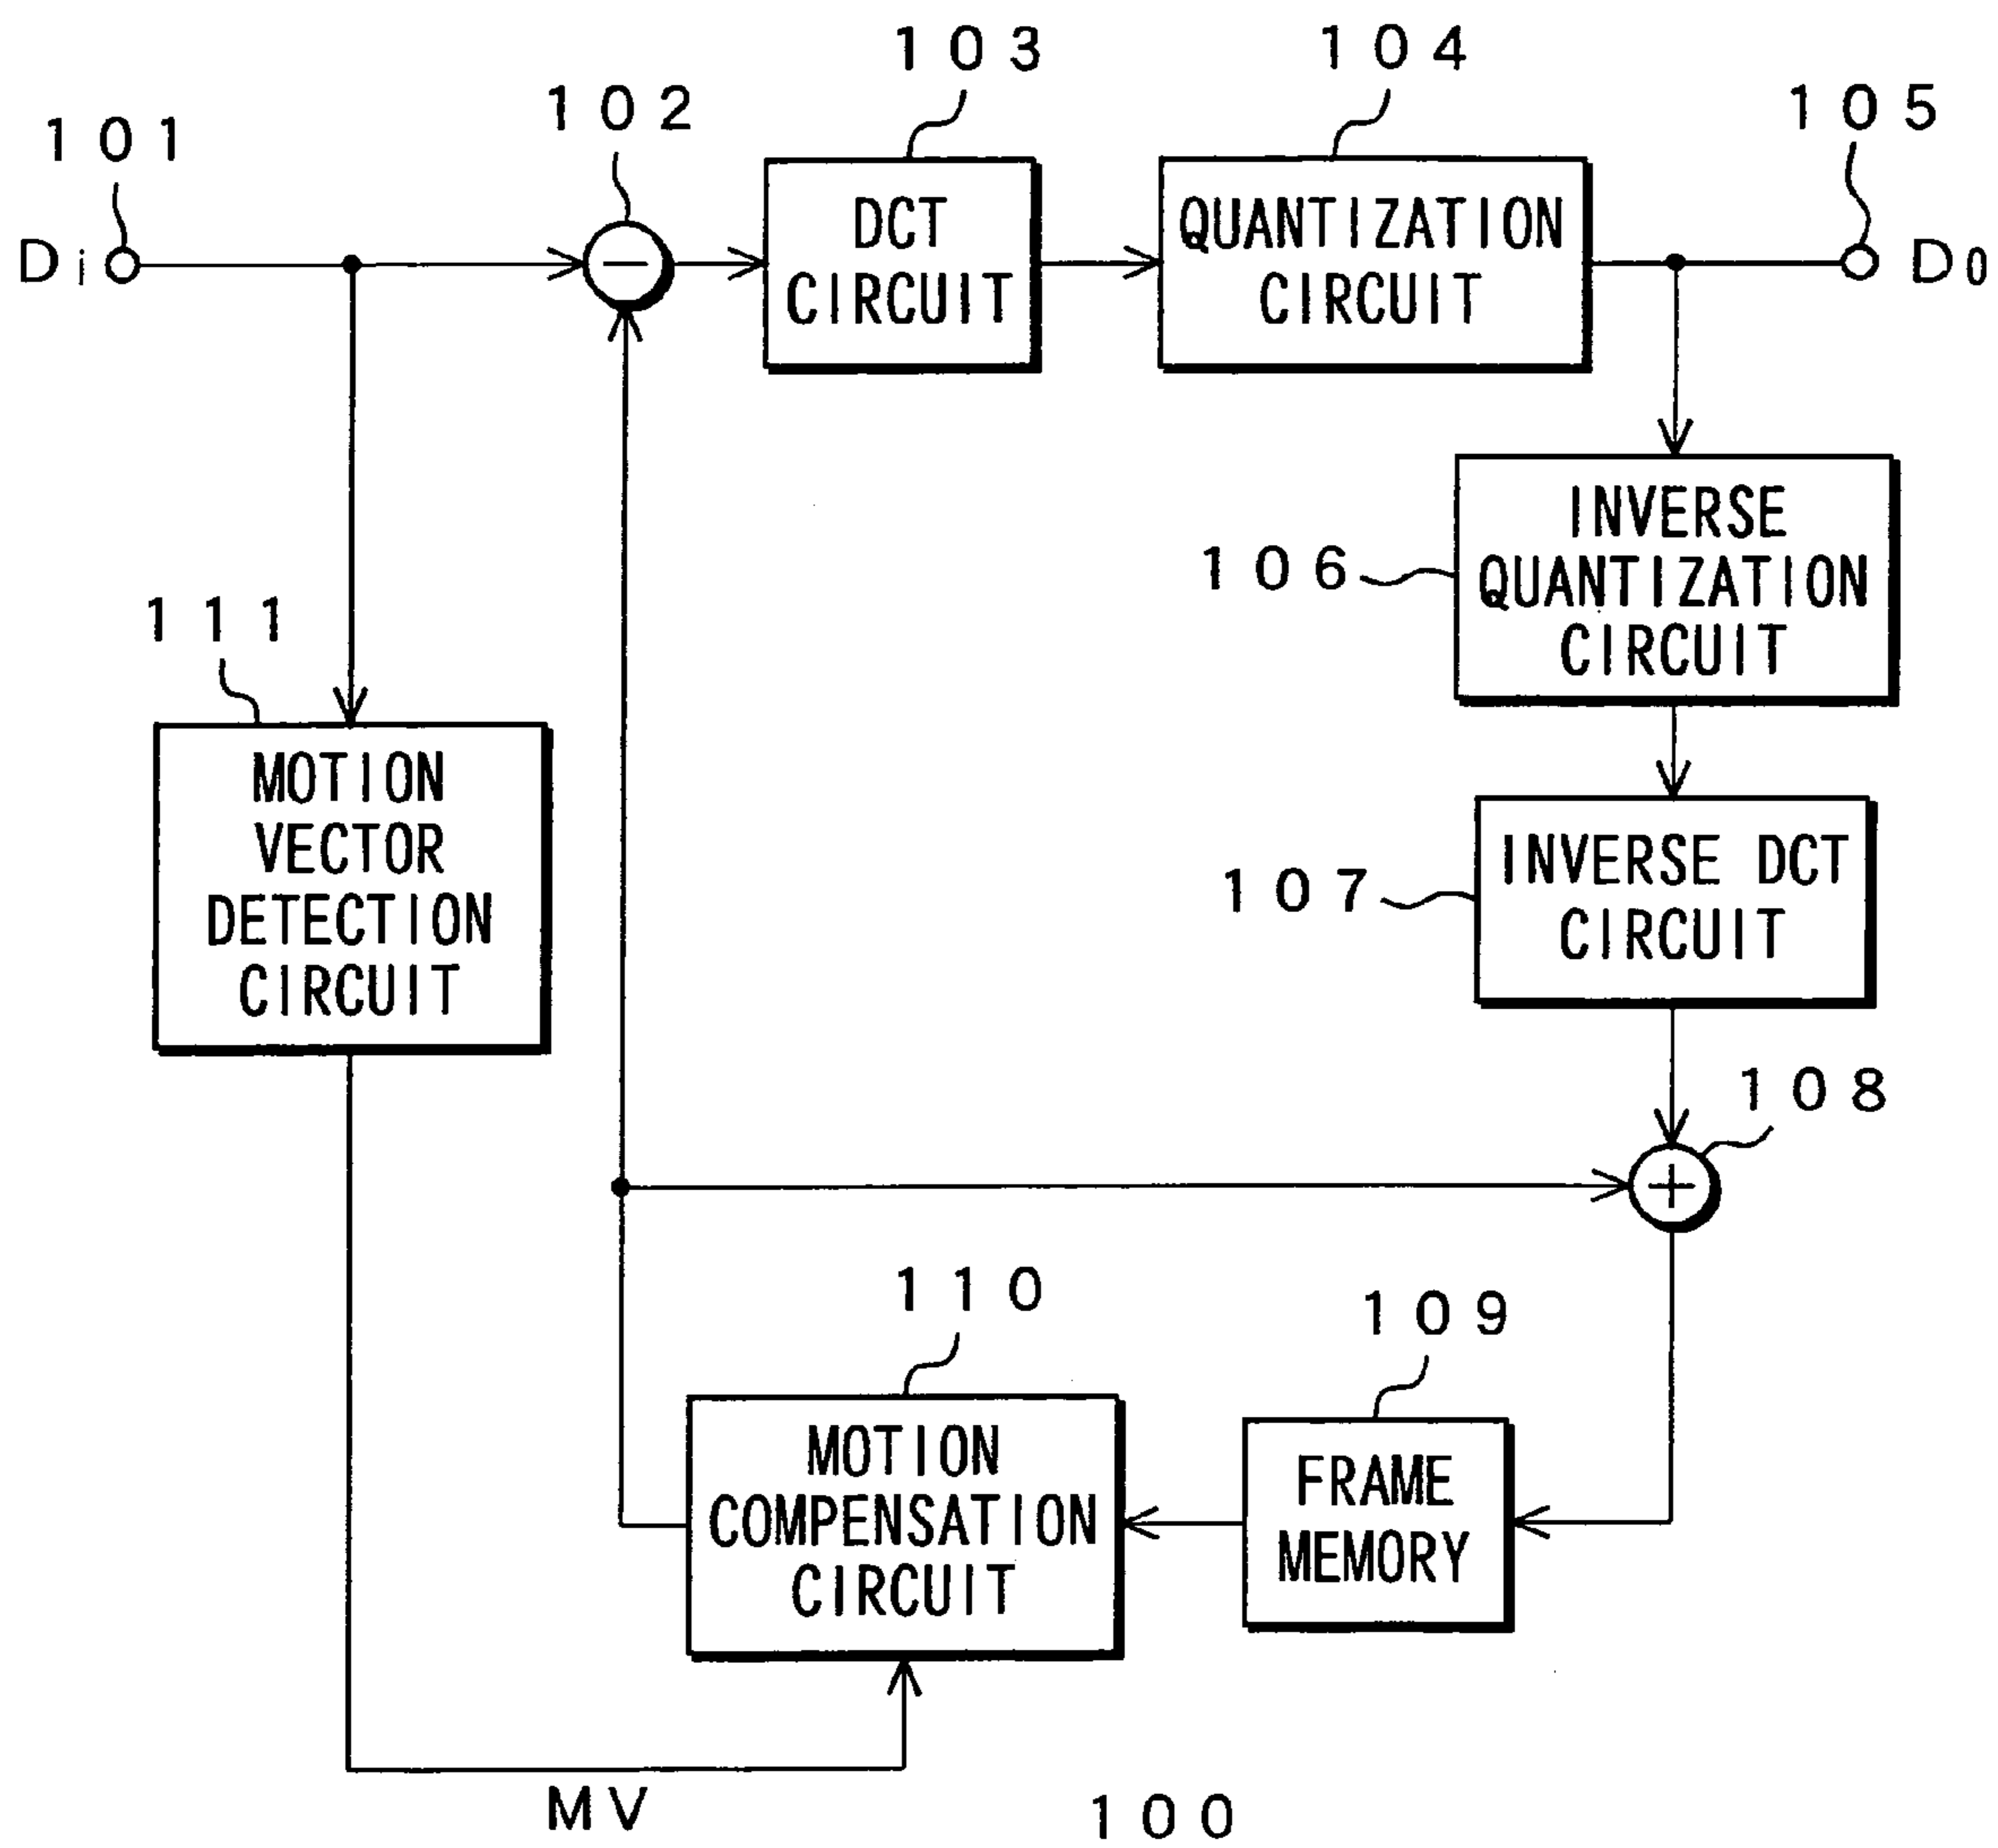 103
104
102
105
101
DCT
CIRCUIT
QUANTIZATION
CIRCUIT
Di
D0
INVERSE
QUANTIZATION
CIRCUIT
106
111
MOTION
VECTOR
DETECTION
CIRCUIT
INVERSE DCT
CIRCUIT
107
108
110
109
MOTION
COMPENSATION
CIRCUIT
FRAME
MEMORY
MV
100